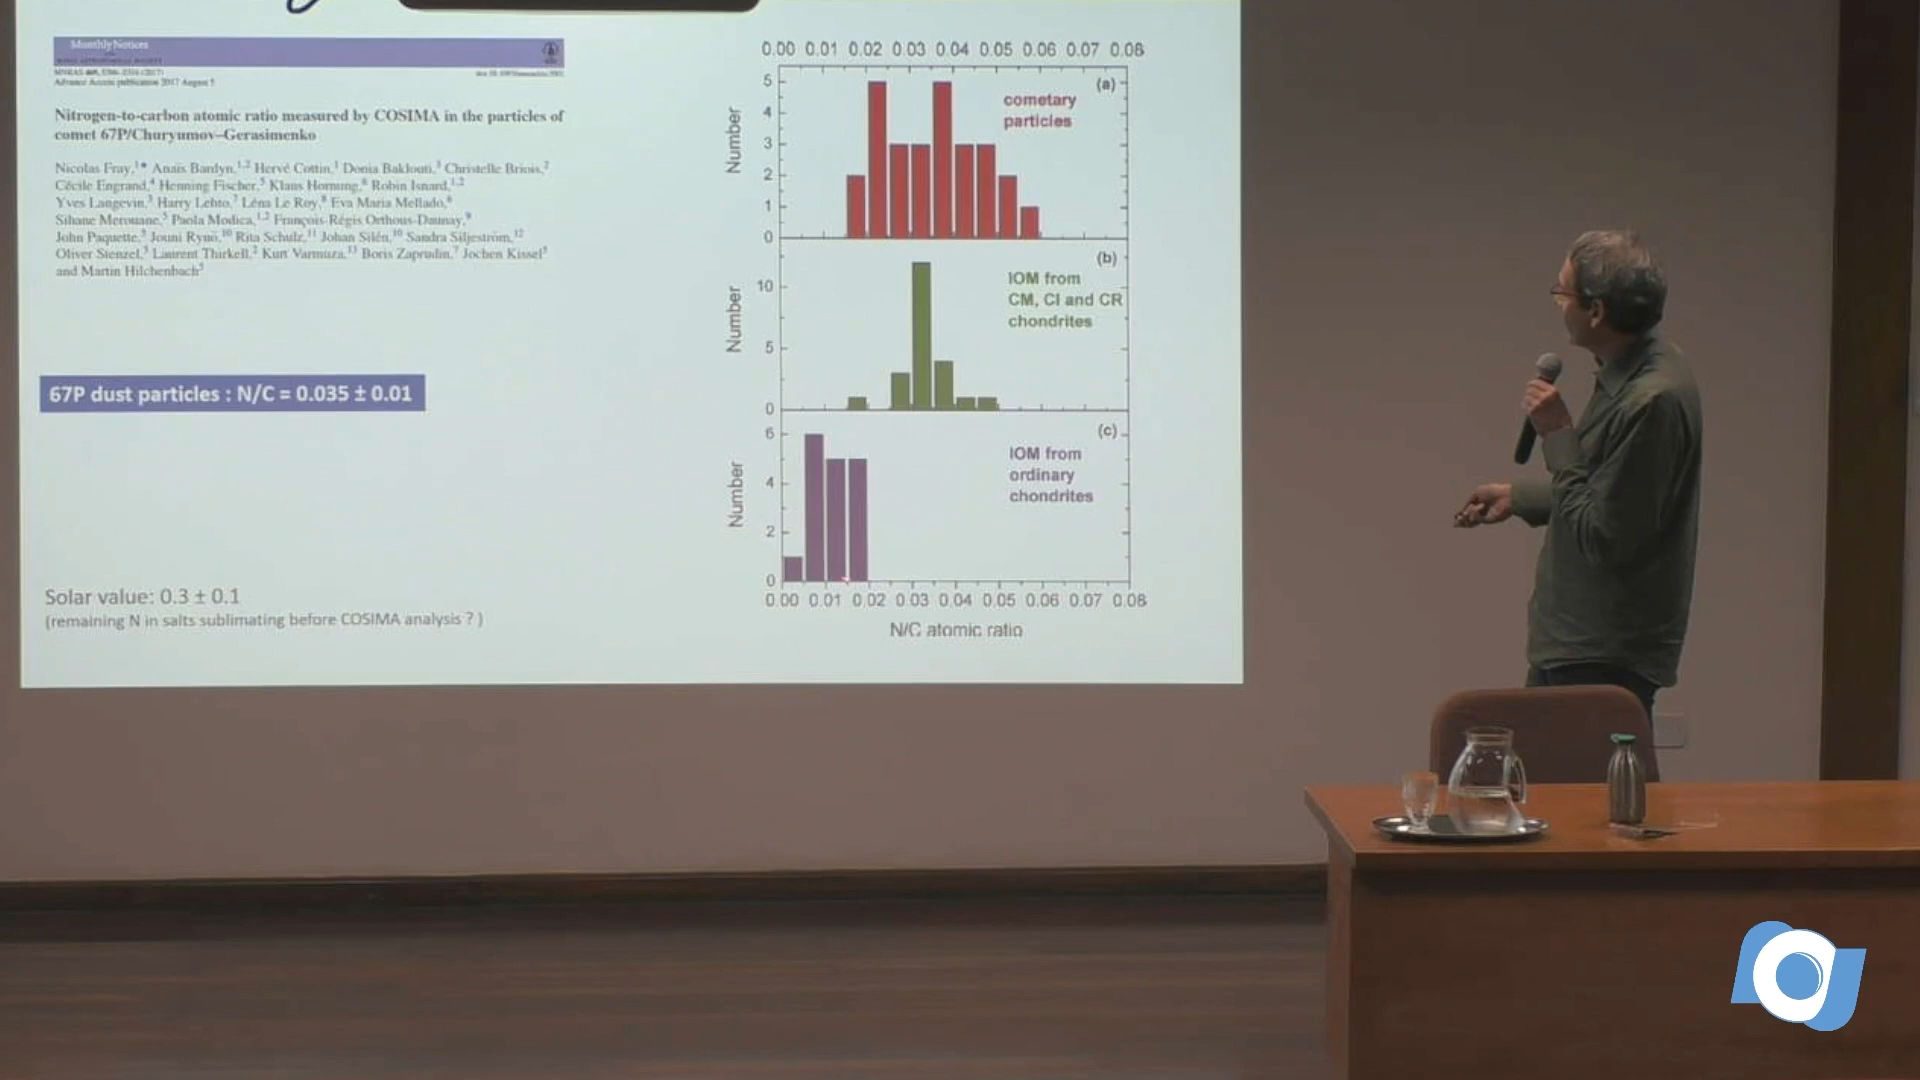 Monthly Notices
Advance Access publication 2017 August 5
Nitrogen-to-carbon atomic ratio measured by COSIMA in the particles of
comet 67P/Churyumov–Gerasimenko
Nicolas Fray,1★ Anaïs Bardyn,1,2 Hervé Cottin,1 Donia Baklouti,3 Christelle Briois,2
Cécile Engrand,4 Henning Fischer,5 Klaus Hornung,6 Robin Isnard,1,2
Yves Langevin,3 Harry Lehto,7 Léna Le Roy,8 Eva Maria Mellado,6
Sihane Merouane,5 Paola Modica,1,2 François-Régis Orthous-Daunay,9
John Paquette,5 Jouni Rynö,10 Rita Schulz,11 Johan Silén,10 Sandra Siljeström,12
Oliver Stenzel,5 Laurent Thirkell,2 Kurt Varmuza,13 Boris Zaprudin,7 Jochen Kissel5
and Martin Hilchenbach5
67P dust particles : N/C = 0.035 ± 0.01
Solar value: 0.3 ± 0.1
(remaining N in salts sublimating before COSIMA analysis ? )
0.00 0.01 0.02 0.03 0.04 0.05 0.06 0.07 0.08
(a)
cometary
particles
Number
5
4
3
2
1
0
(b)
IOM from
CM, CI and CR
chondrites
Number
10
5
0
(c)
IOM from
ordinary
chondrites
Number
6
4
2
0
0.00 0.01 0.02 0.03 0.04 0.05 0.06 0.07 0.08
N/C atomic ratio